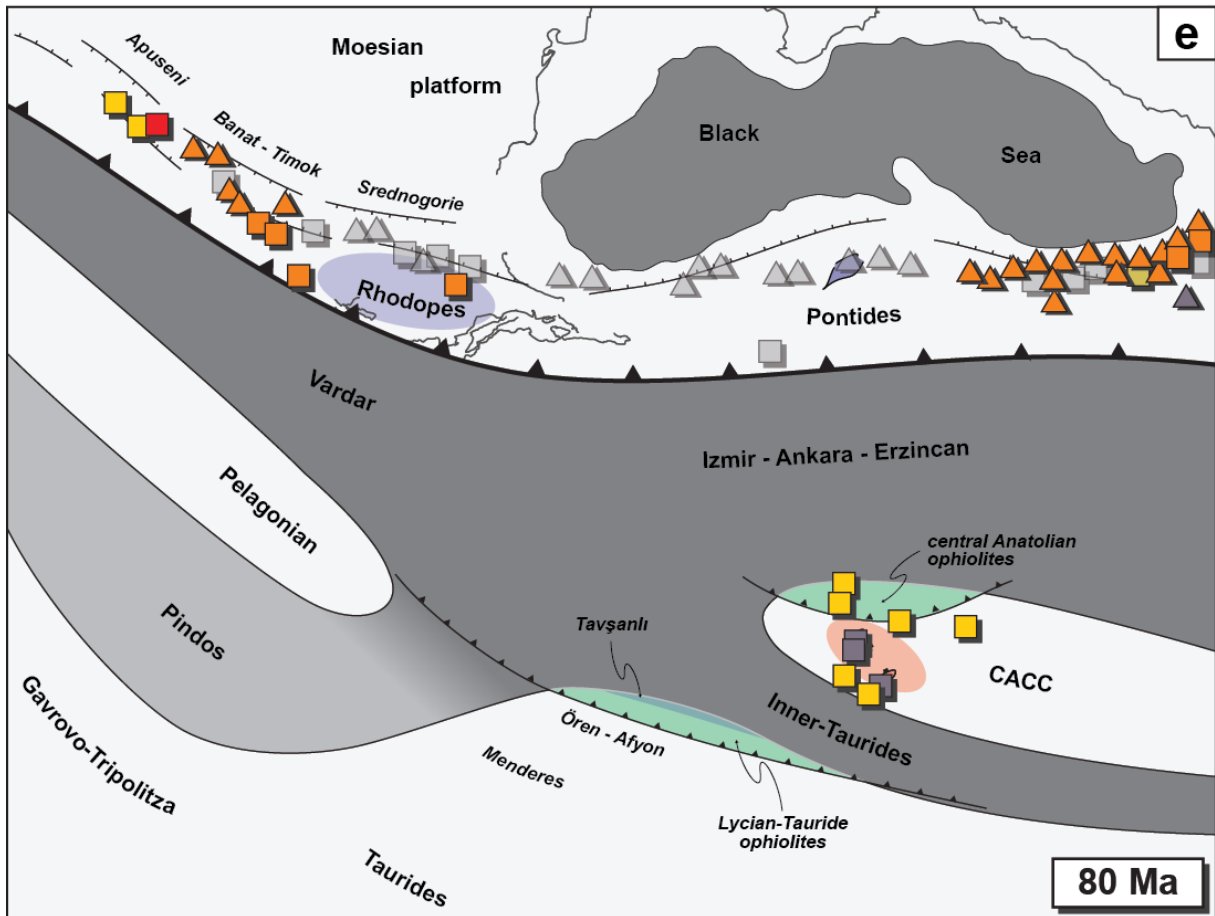 e
Apuseni
Moesian
platform
Banat - Timok
Black
Sea
Srednogorie
Rhodopes
Pontides
Vardar
Izmir - Ankara - Erzincan
Pelagonian
central Anatolian
ophiolites
Pindos
Tavşanlı
CACC
Gavrovo-Tripolitza
Ören - Afyon
Inner-Taurides
Menderes
Lycian-Tauride
ophiolites
Taurides
80 Ma